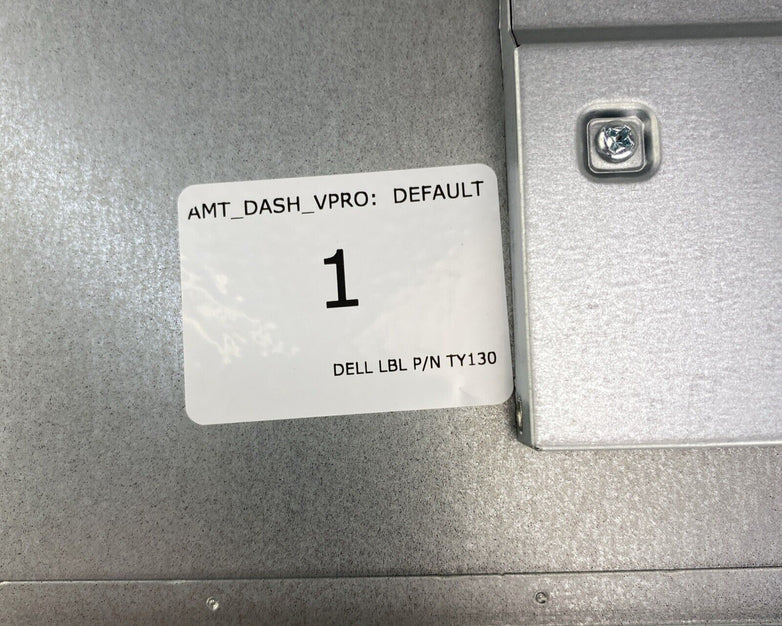 AMT_DASH_VPRO: DEFAULT
1
DELL LBL P/N TY130